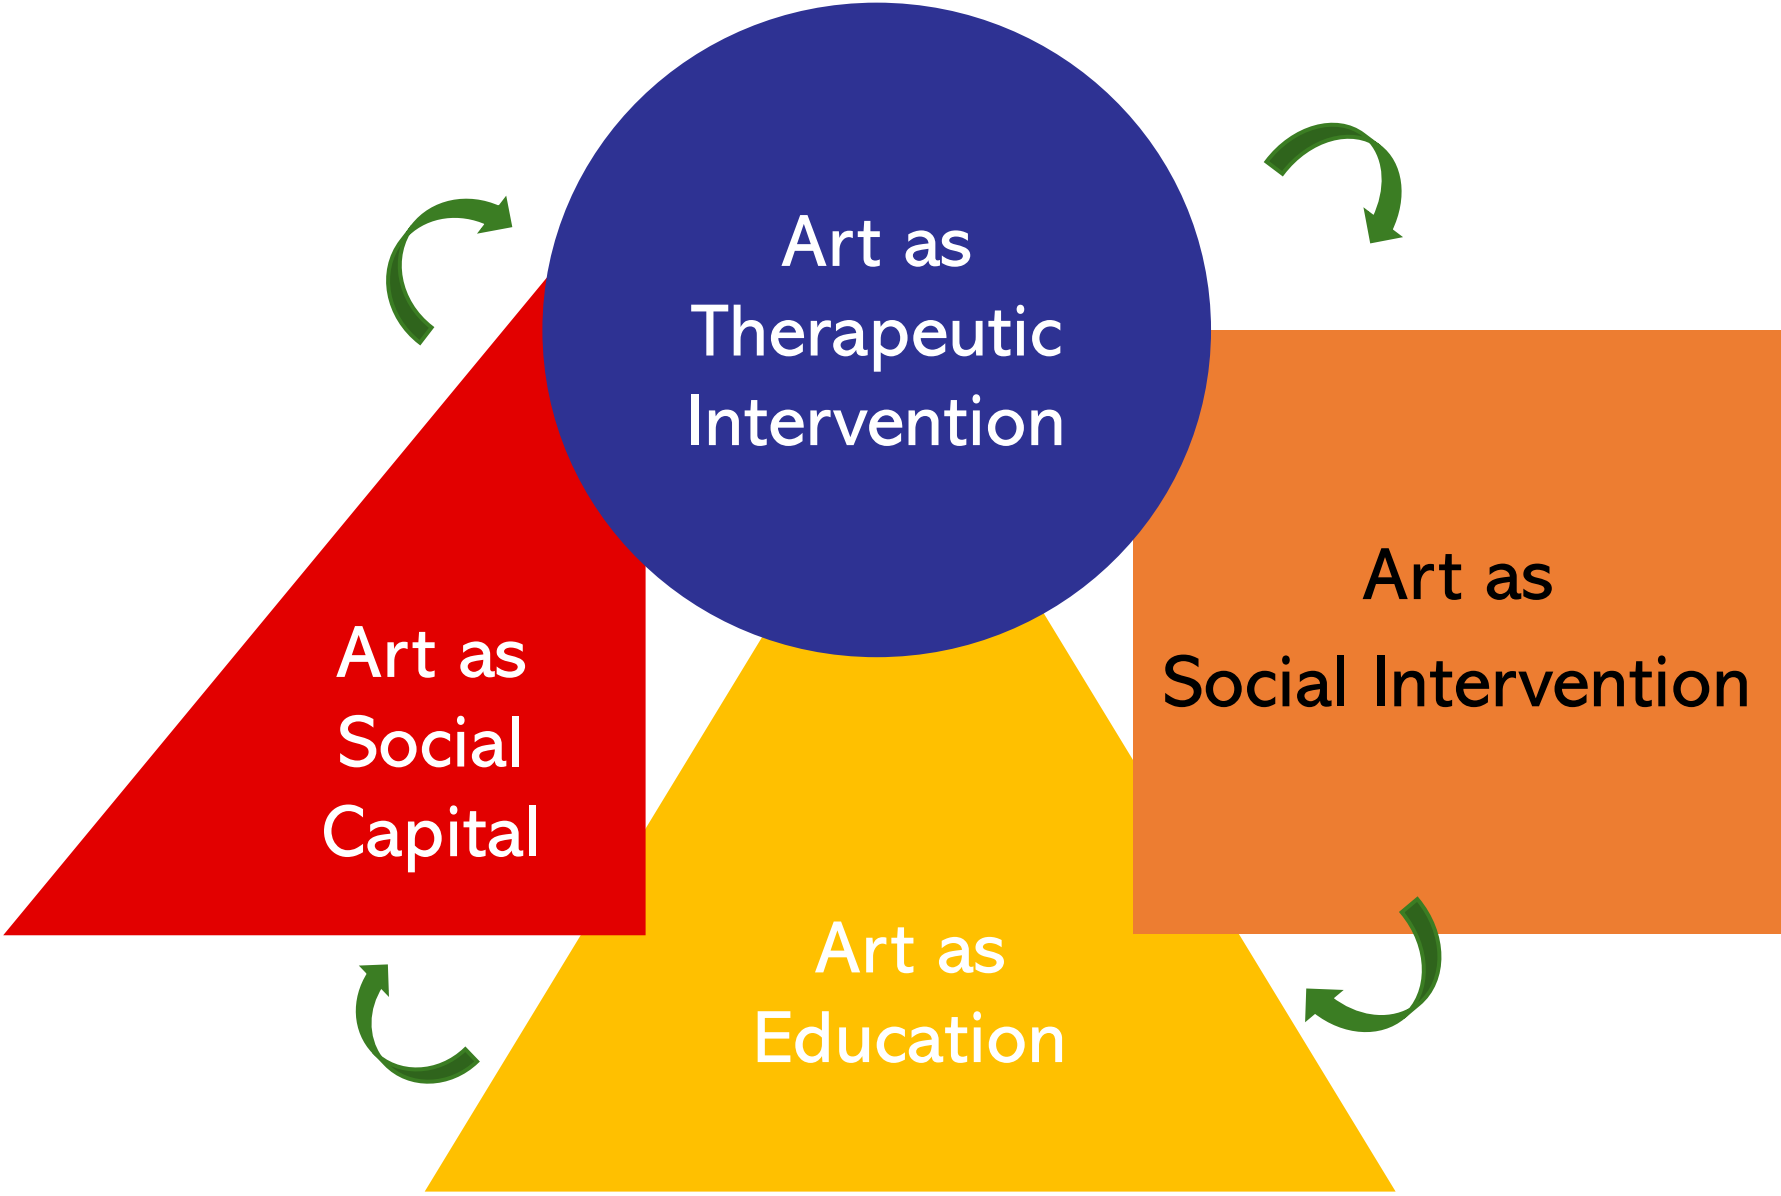 Art as
Therapeutic
Intervention
Art as
Social Intervention
Art as
Social
Capital
Art as
Education